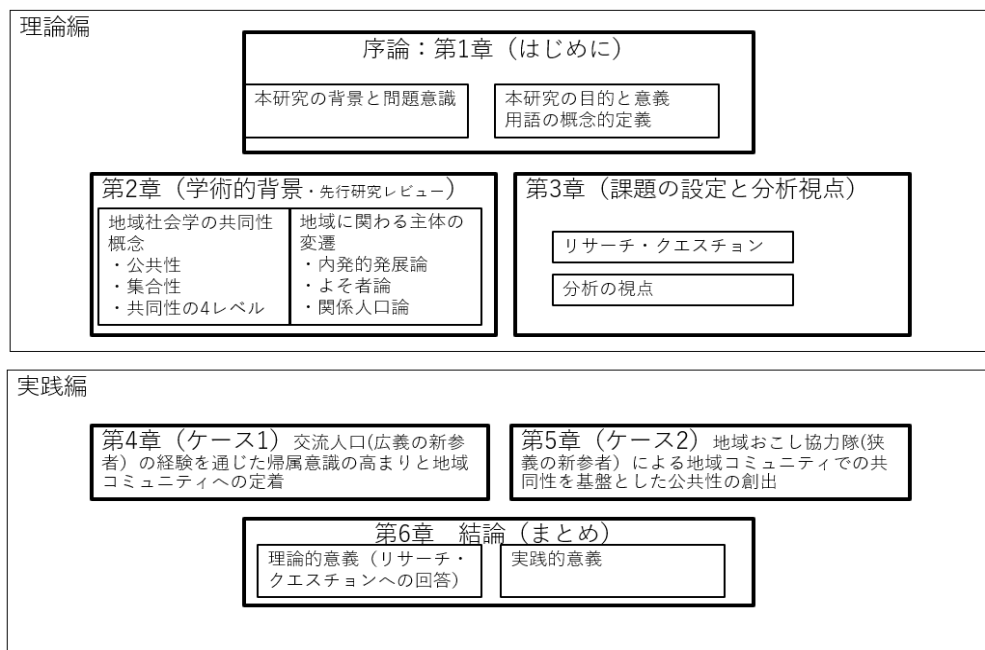 理論編
序論：第1章（はじめに）
本研究の背景と問題意識
本研究の目的と意義
用語の概念的定義
第2章（学術的背景・先行研究レビュー）
地域社会学の共同性
概念
・公共性
・集合性
・共同性の4レベル
地域に関わる主体の
変遷
・内発的発展論
・よそ者論
・関係人口論
第3章（課題の設定と分析視点）
リサーチ・クエスチョン
分析の視点
実践編
第4章（ケース1）交流人口(広義の新参
者）の経験を通じた帰属意識の高まりと地域
コミュニティへの定着
第5章（ケース2）地域おこし協力隊(狭
義の新参者）による地域コミュニティでの共
同性を基盤とした公共性の創出
第6章　結論（まとめ）
理論的意義（リサーチ・
クエスチョンへの回答）
実践的意義